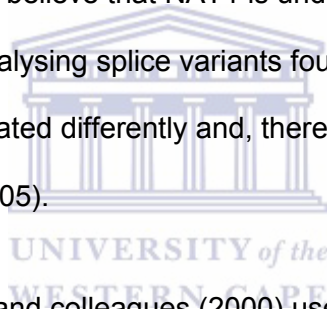 believe that NAT1 is und
alysing splice variants fou
ated differently and, there
05).
UNIVERSITY of the
WESTERN CAPE
and colleagues (2000) use